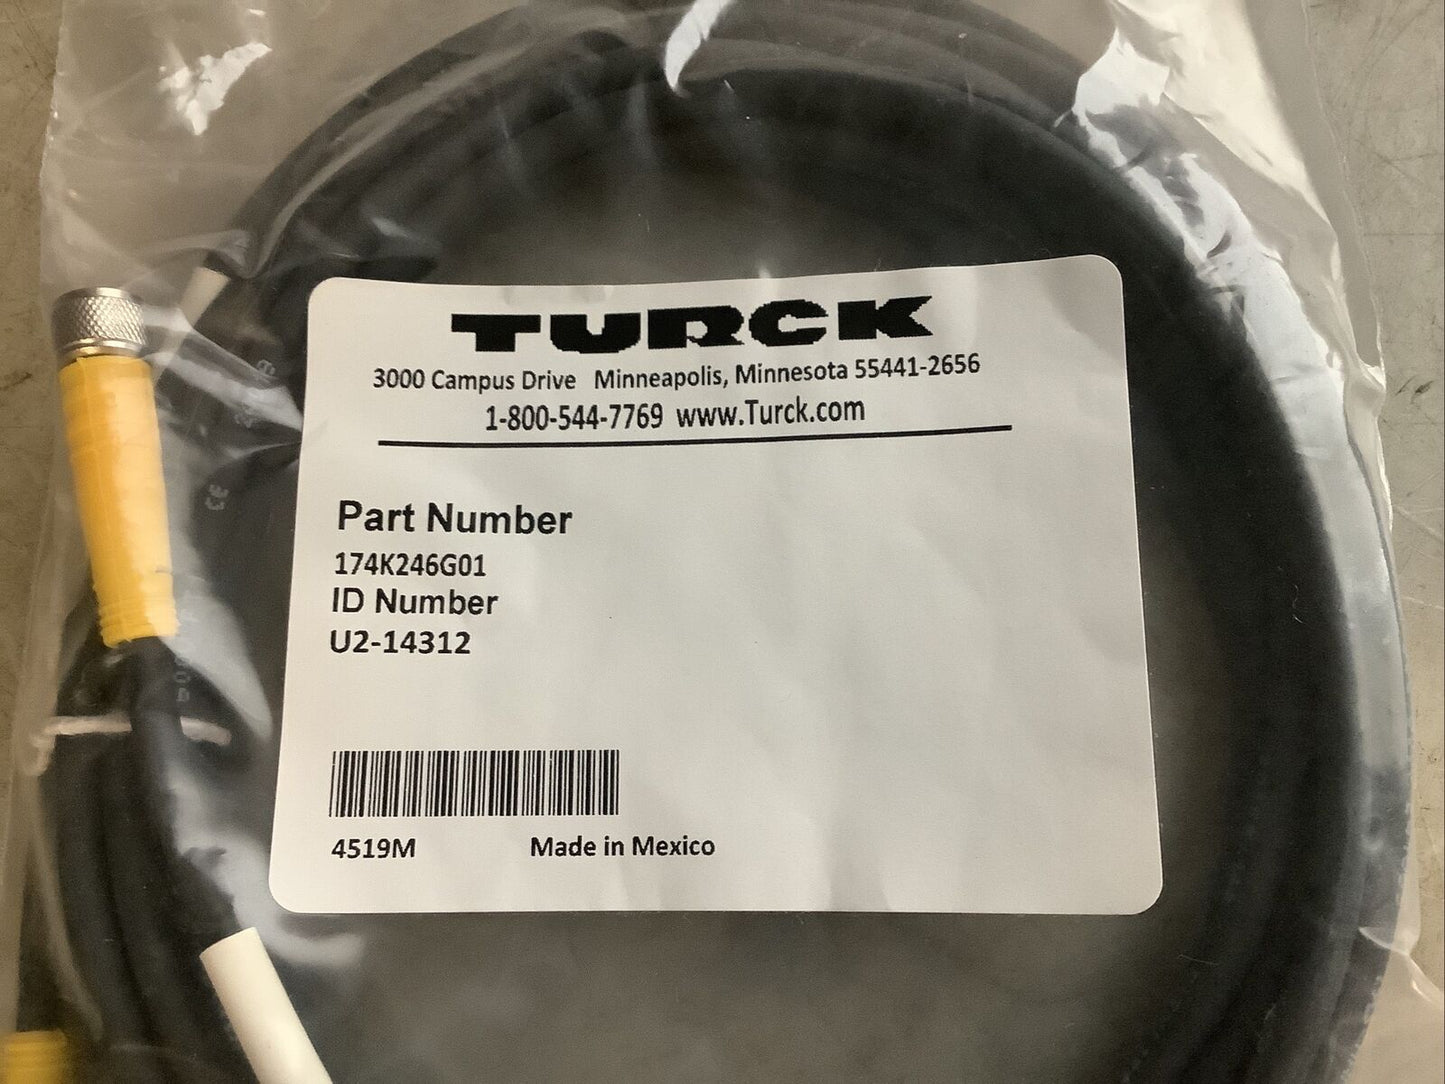 TURCK
3000 Campus Drive Minneapolis, Minnesota 55441-2656
1-800-544-7769 www.Turck.com
Part Number
174K246G01
ID Number
U2-14312
4519M Made in Mexico